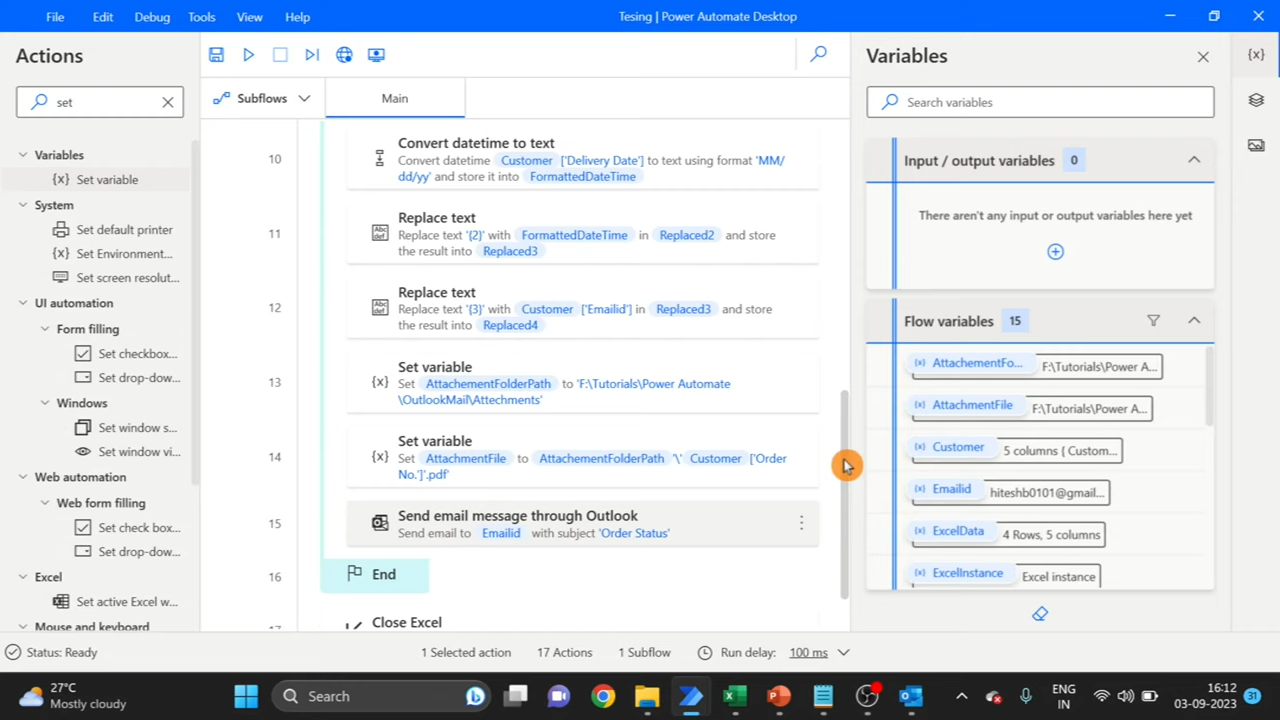 File Edit Debug Tools View Help
Tesing | Power Automate Desktop
Actions
set
Variables
{x} Set variable
System
Set default printer
{x} Set Environment...
Set screen resolut...
UI automation
Form filling
Set checkbox...
Set drop-dow...
Windows
Set window s...
Set window vi...
Web automation
Web form filling
Set check box...
Set drop-dow...
Excel
Set active Excel w...
Mouse and keyboard
Subflows
Main
10
Convert datetime to text
Convert datetime Customer ['Delivery Date'] to text using format 'MM/
dd/yy' and store it into FormattedDateTime
11
Replace text
Replace text '{2}' with FormattedDateTime in Replaced2 and store
the result into Replaced3
12
Replace text
Replace text '{3}' with Customer ['Emailid'] in Replaced3 and store
the result into Replaced4
13
Set variable
{x} Set AttachementFolderPath to 'F:\Tutorials\Power Automate
\OutlookMail\Attechments'
14
Set variable
{x} Set AttachmentFile to AttachementFolderPath '\' Customer ['Order
No.']'.pdf'
15
Send email message through Outlook
Send email to Emailid with subject 'Order Status'
16
End
17
Close Excel
Variables
{x}
Search variables
Input / output variables 0
There aren't any input or output variables here yet
Flow variables 15
{x} AttachementFo... F:\Tutorials\Power A...
{x} AttachmentFile F:\Tutorials\Power A...
{x} Customer 5 columns { Custom...
{x} Emailid hiteshb0101@gmail...
{x} ExcelData 4 Rows, 5 columns
{x} ExcelInstance Excel instance
Status: Ready
1 Selected action
17 Actions
1 Subflow
Run delay: 100 ms
27°C
Mostly cloudy
Search
ENG
IN
16:12
03-09-2023
31